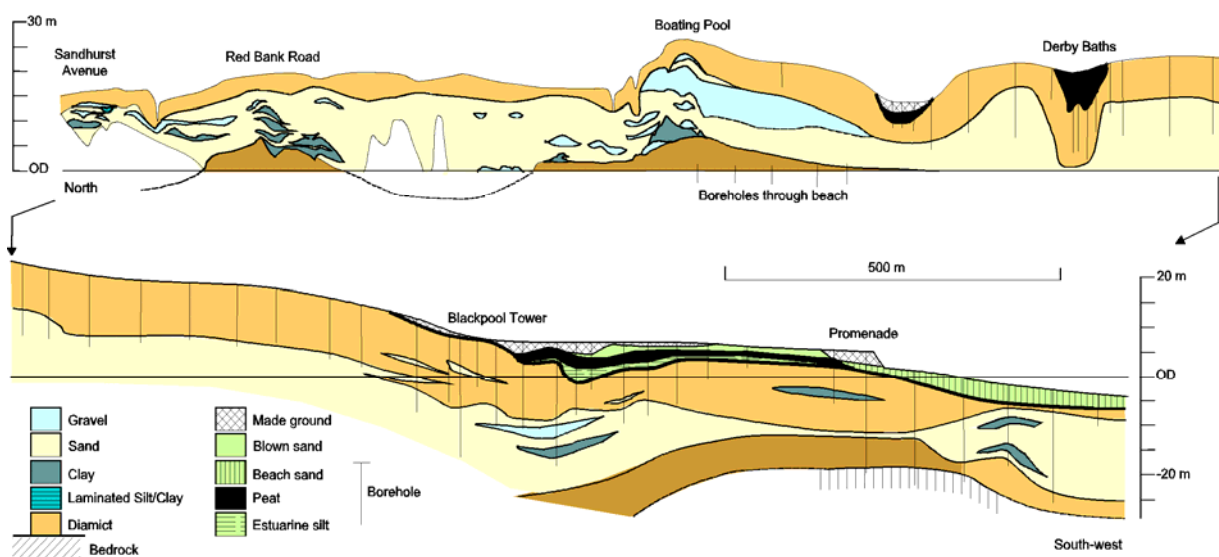 30 m
Boating Pool
Sandhurst
Avenue
Red Bank Road
Derby Baths
OD
North
Boreholes through beach
500 m
20 m
Blackpool Tower
Promenade
OD
Gravel
Made ground
Sand
Blown sand
Clay
Beach sand
Laminated Silt/Clay
Peat
Borehole
-20 m
Diamict
Estuarine silt
Bedrock
South-west